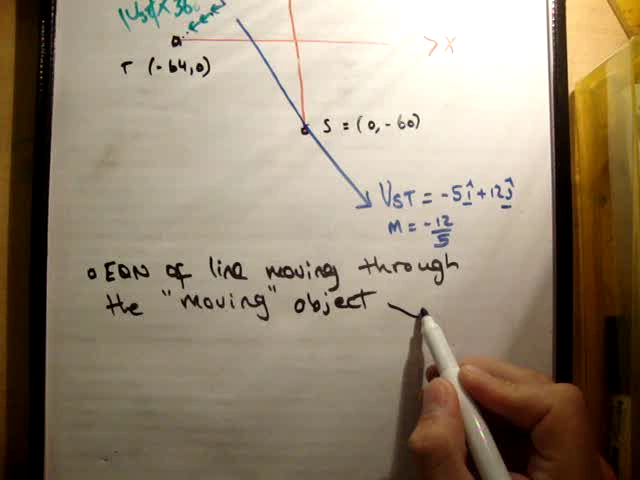 > X
T (-64,0)
S = (0,-60)
VST = -5i + 12j
M = -12/5
o EQN of line moving through
the "moving" object